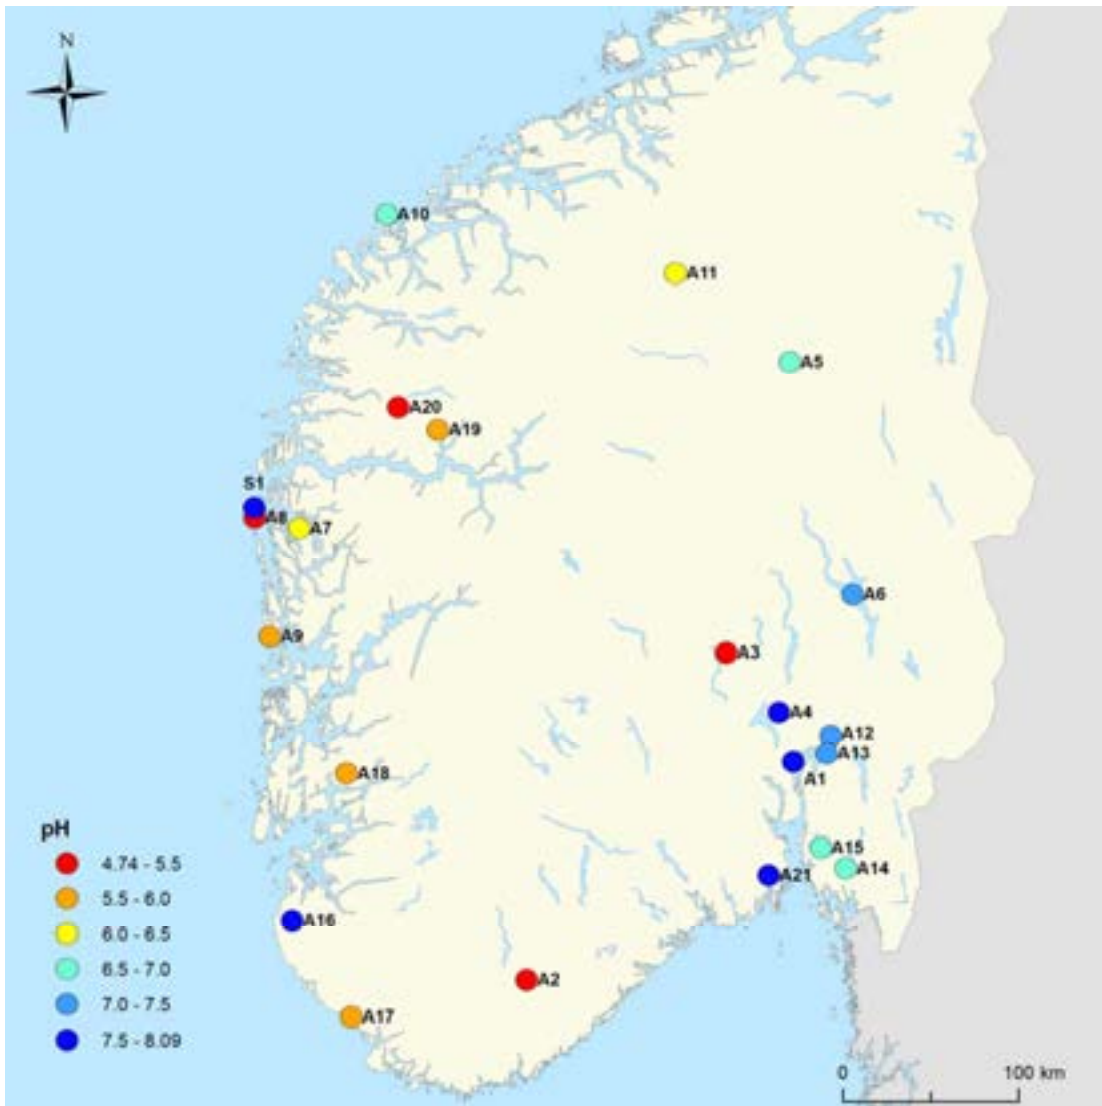 N
A10
A11
A5
A20
A19
S1
A8
A7
A6
A9
A3
A4
A12
A13
A1
A18
A15
A14
A21
A16
A2
A17
pH
4.74 - 5.5
5.5 - 6.0
6.0 - 6.5
6.5 - 7.0
7.0 - 7.5
7.5 - 8.09
0 100 km